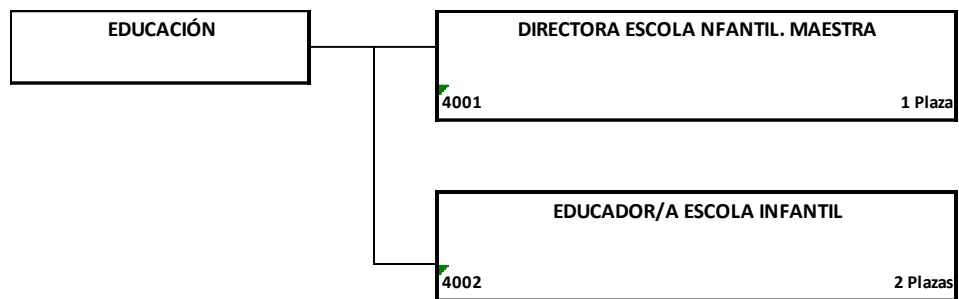 EDUCACIÓN
DIRECTORA ESCOLA NFANTIL. MAESTRA
4001 1 Plaza
EDUCADOR/A ESCOLA INFANTIL
4002 2 Plazas